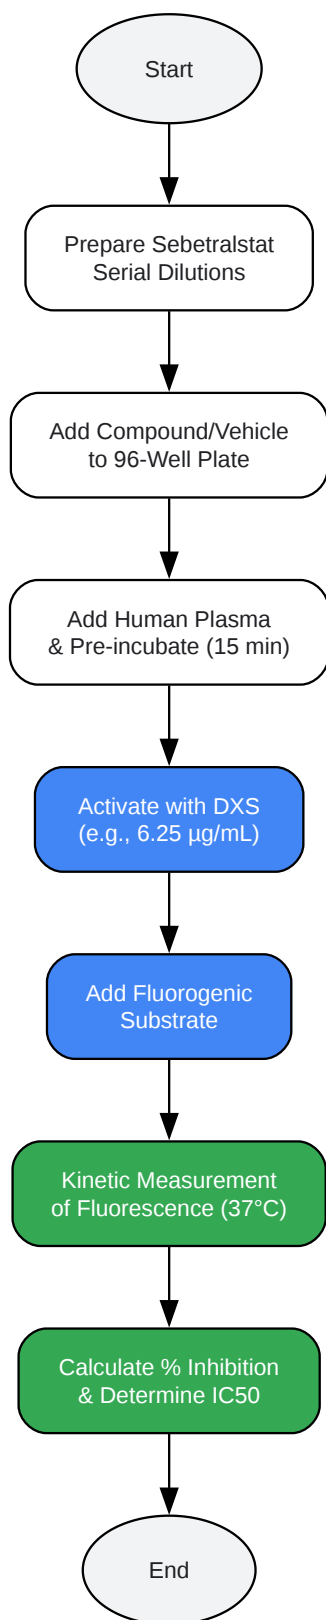 Start
Prepare Sebetralstat
Serial Dilutions
Add Compound/Vehicle
to 96-Well Plate
Add Human Plasma
& Pre-incubate (15 min)
Activate with DXS
(e.g., 6.25 µg/mL)
Add Fluorogenic
Substrate
Kinetic Measurement
of Fluorescence (37°C)
Calculate % Inhibition
& Determine IC50
End